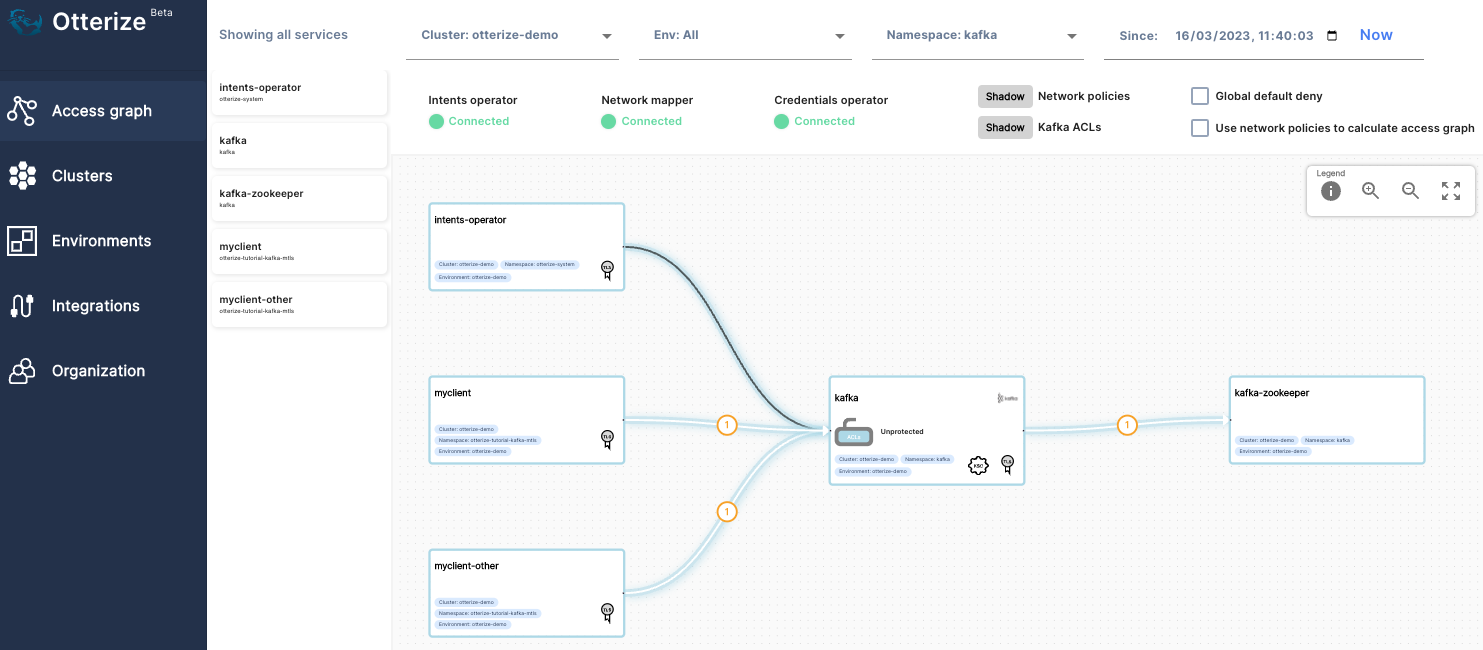 Otterize Beta
Access graph
Clusters
Environments
Integrations
Organization
Showing all services
Cluster: otterize-demo
Env: All
Namespace: kafka
Since: 16/03/2023, 11:40:03
Now
intents-operator
otterize-system
kafka
kafka
kafka-zookeeper
kafka
myclient
otterize-tutorial-kafka-mtls
myclient-other
otterize-tutorial-kafka-mtls
Intents operator
Connected
Network mapper
Connected
Credentials operator
Connected
Shadow Network policies
Shadow Kafka ACLs
Global default deny
Use network policies to calculate access graph
Legend
intents-operator
Cluster: otterize-demo Namespace: otterize-system
Environment: otterize-demo
TLS
myclient
Cluster: otterize-demo
Namespace: otterize-tutorial-kafka-mtls
Environment: otterize-demo
TLS
1
myclient-other
Cluster: otterize-demo
Namespace: otterize-tutorial-kafka-mtls
Environment: otterize-demo
TLS
1
kafka
kafka
ACLs
Unprotected
Cluster: otterize-demo Namespace: kafka
Environment: otterize-demo
KSC
TLS
1
kafka-zookeeper
Cluster: otterize-demo Namespace: kafka
Environment: otterize-demo